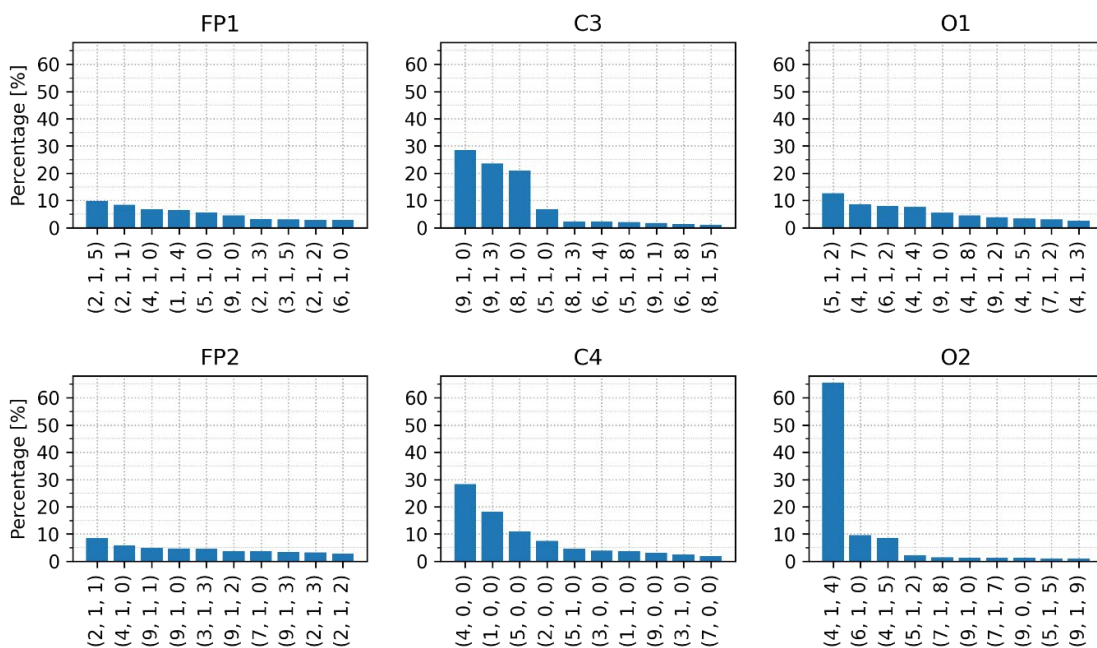 FP1
Percentage [%]
60
50
40
30
20
10
0
(2, 1, 5)
(2, 1, 1)
(4, 1, 0)
(1, 1, 4)
(5, 1, 0)
(9, 1, 0)
(2, 1, 3)
(3, 1, 5)
(2, 1, 2)
(6, 1, 0)
C3
60
50
40
30
20
10
0
(9, 1, 0)
(9, 1, 3)
(8, 1, 0)
(5, 1, 0)
(8, 1, 3)
(6, 1, 4)
(5, 1, 8)
(9, 1, 1)
(6, 1, 8)
(8, 1, 5)
O1
60
50
40
30
20
10
0
(5, 1, 2)
(4, 1, 7)
(6, 1, 2)
(4, 1, 4)
(9, 1, 0)
(4, 1, 8)
(9, 1, 2)
(4, 1, 5)
(7, 1, 2)
(4, 1, 3)
FP2
Percentage [%]
60
50
40
30
20
10
0
(2, 1, 1)
(4, 1, 0)
(9, 1, 1)
(9, 1, 0)
(3, 1, 3)
(9, 1, 2)
(7, 1, 0)
(9, 1, 3)
(2, 1, 3)
(2, 1, 2)
C4
60
50
40
30
20
10
0
(4, 0, 0)
(1, 0, 0)
(5, 0, 0)
(2, 0, 0)
(5, 1, 0)
(3, 0, 0)
(1, 1, 0)
(9, 0, 0)
(3, 1, 0)
(7, 0, 0)
O2
60
50
40
30
20
10
0
(4, 1, 4)
(6, 1, 0)
(4, 1, 5)
(5, 1, 2)
(7, 1, 8)
(9, 1, 0)
(7, 1, 7)
(9, 0, 0)
(5, 1, 5)
(9, 1, 9)